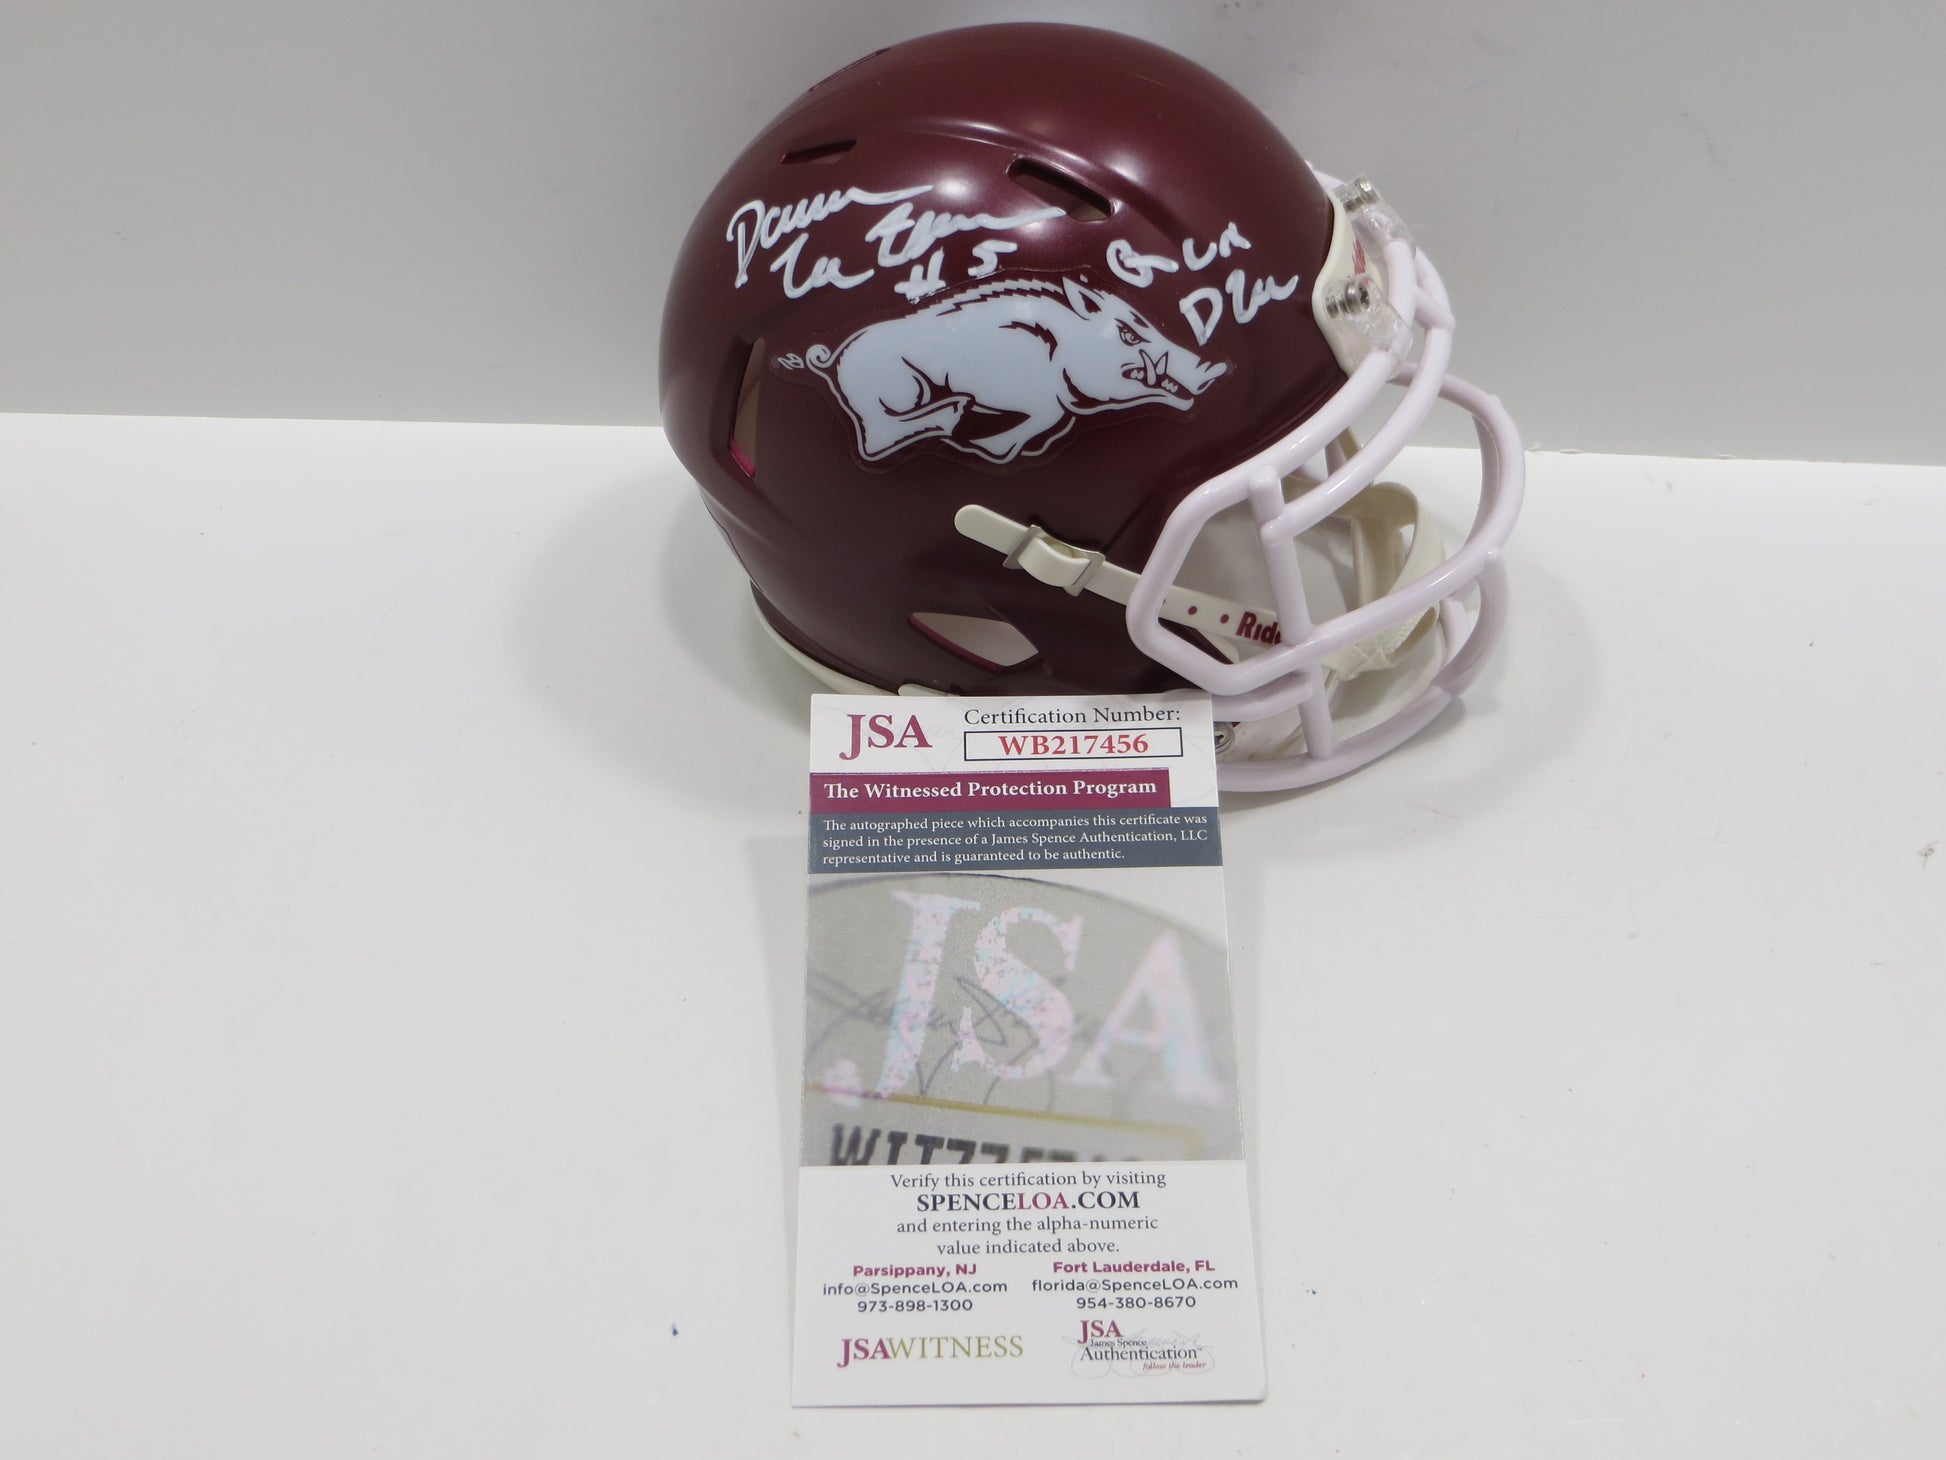 #5
Rid
JSA
Certification Number:
WB217456
The Witnessed Protection Program
The autographed piece which accompanies this certificate was
signed in the presence of a James Spence Authentication, LLC
representative and is guaranteed to be authentic.
JSA
Verify this certification by visiting
SPENCELOA.COM
and entering the alpha-numeric
value indicated above.
Parsippany, NJ
info@SpenceLOA.com
973-898-1300
Fort Lauderdale, FL
florida@SpenceLOA.com
954-380-8670
JSAWITNESS
JSA
James Spence
Authentication
follow the leader